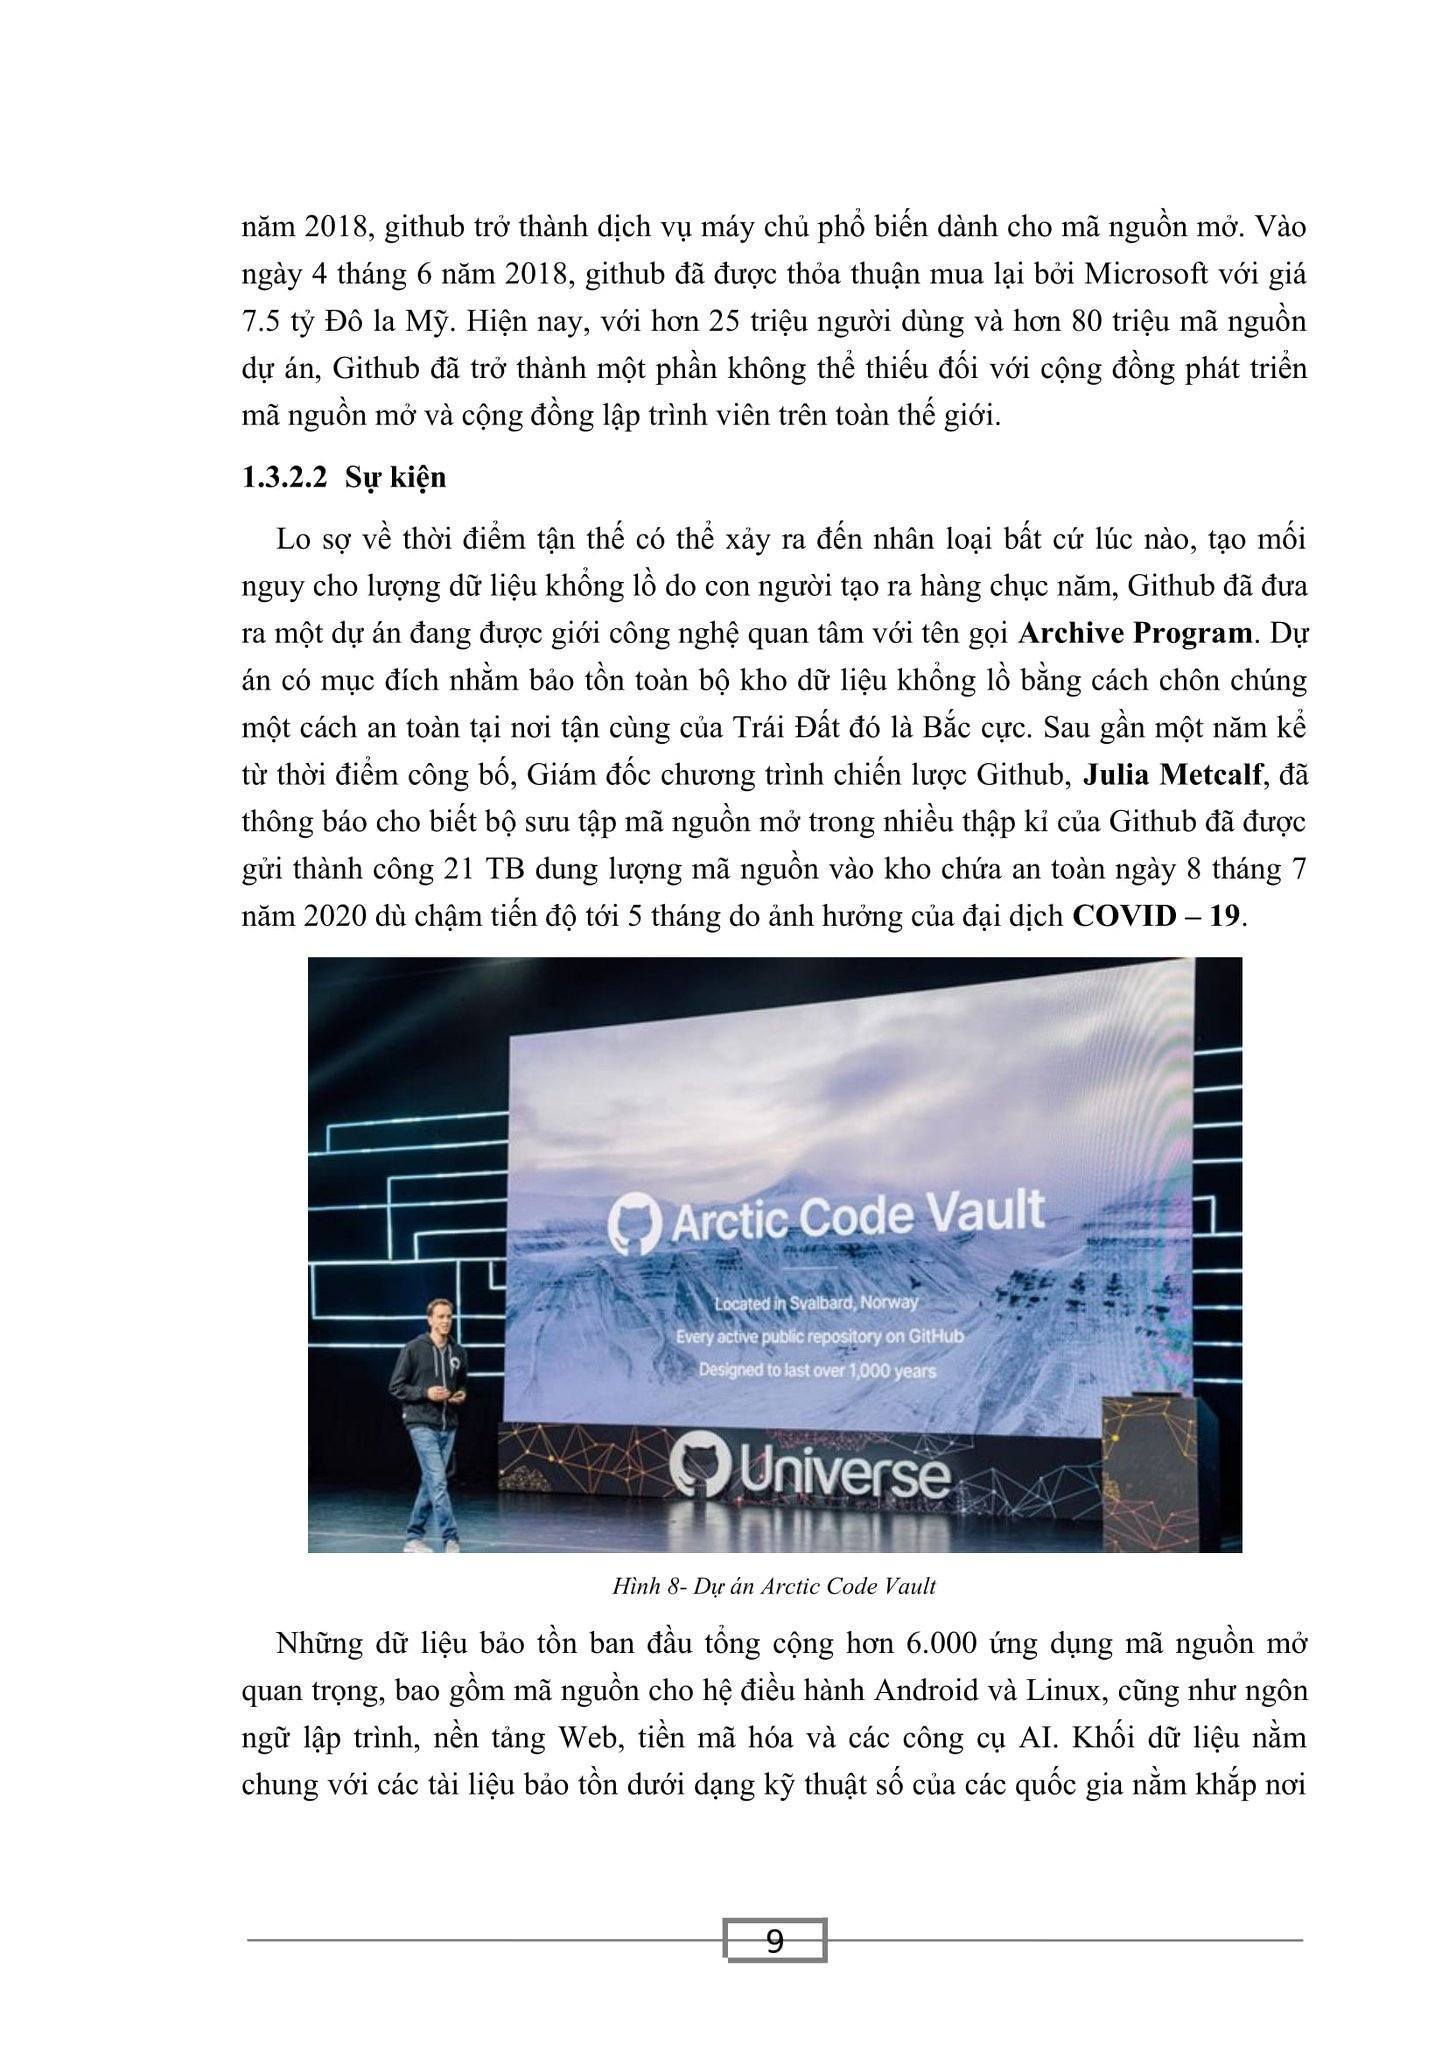 năm 2018, github trở thành dịch vụ máy chủ phổ biến dành cho mã nguồn mở. Vào
ngày 4 tháng 6 năm 2018, github đã được thỏa thuận mua lại bởi Microsoft với giá
7.5 tỷ Đô la Mỹ. Hiện nay, với hơn 25 triệu người dùng và hơn 80 triệu mã nguồn
dự án, Github đã trở thành một phần không thể thiếu đối với cộng đồng phát triển
mã nguồn mở và cộng đồng lập trình viên trên toàn thế giới.
1.3.2.2 Sự kiện
Lo sợ về thời điểm tận thế có thể xảy ra đến nhân loại bất cứ lúc nào, tạo mối
nguy cho lượng dữ liệu khổng lồ do con người tạo ra hàng chục năm, Github đã đưa
ra một dự án đang được giới công nghệ quan tâm với tên gọi Archive Program. Dự
án có mục đích nhằm bảo tồn toàn bộ kho dữ liệu khổng lồ bằng cách chôn chúng
một cách an toàn tại nơi tận cùng của Trái Đất đó là Bắc cực. Sau gần một năm kể
từ thời điểm công bố, Giám đốc chương trình chiến lược Github, Julia Metcalf, đã
thông báo cho biết bộ sưu tập mã nguồn mở trong nhiều thập kỉ của Github đã được
gửi thành công 21 TB dung lượng mã nguồn vào kho chứa an toàn ngày 8 tháng 7
năm 2020 dù chậm tiến độ tới 5 tháng do ảnh hưởng của đại dịch COVID – 19.
Arctic Code Vault
Located in Svalbard, Norway
Every active public repository on GitHub
Designed to last over 1,000 years
Universe
Hình 8- Dự án Arctic Code Vault
Những dữ liệu bảo tồn ban đầu tổng cộng hơn 6.000 ứng dụng mã nguồn mở
quan trọng, bao gồm mã nguồn cho hệ điều hành Android và Linux, cũng như ngôn
ngữ lập trình, nền tảng Web, tiền mã hóa và các công cụ AI. Khối dữ liệu nằm
chung với các tài liệu bảo tồn dưới dạng kỹ thuật số của các quốc gia nằm khắp nơi
9